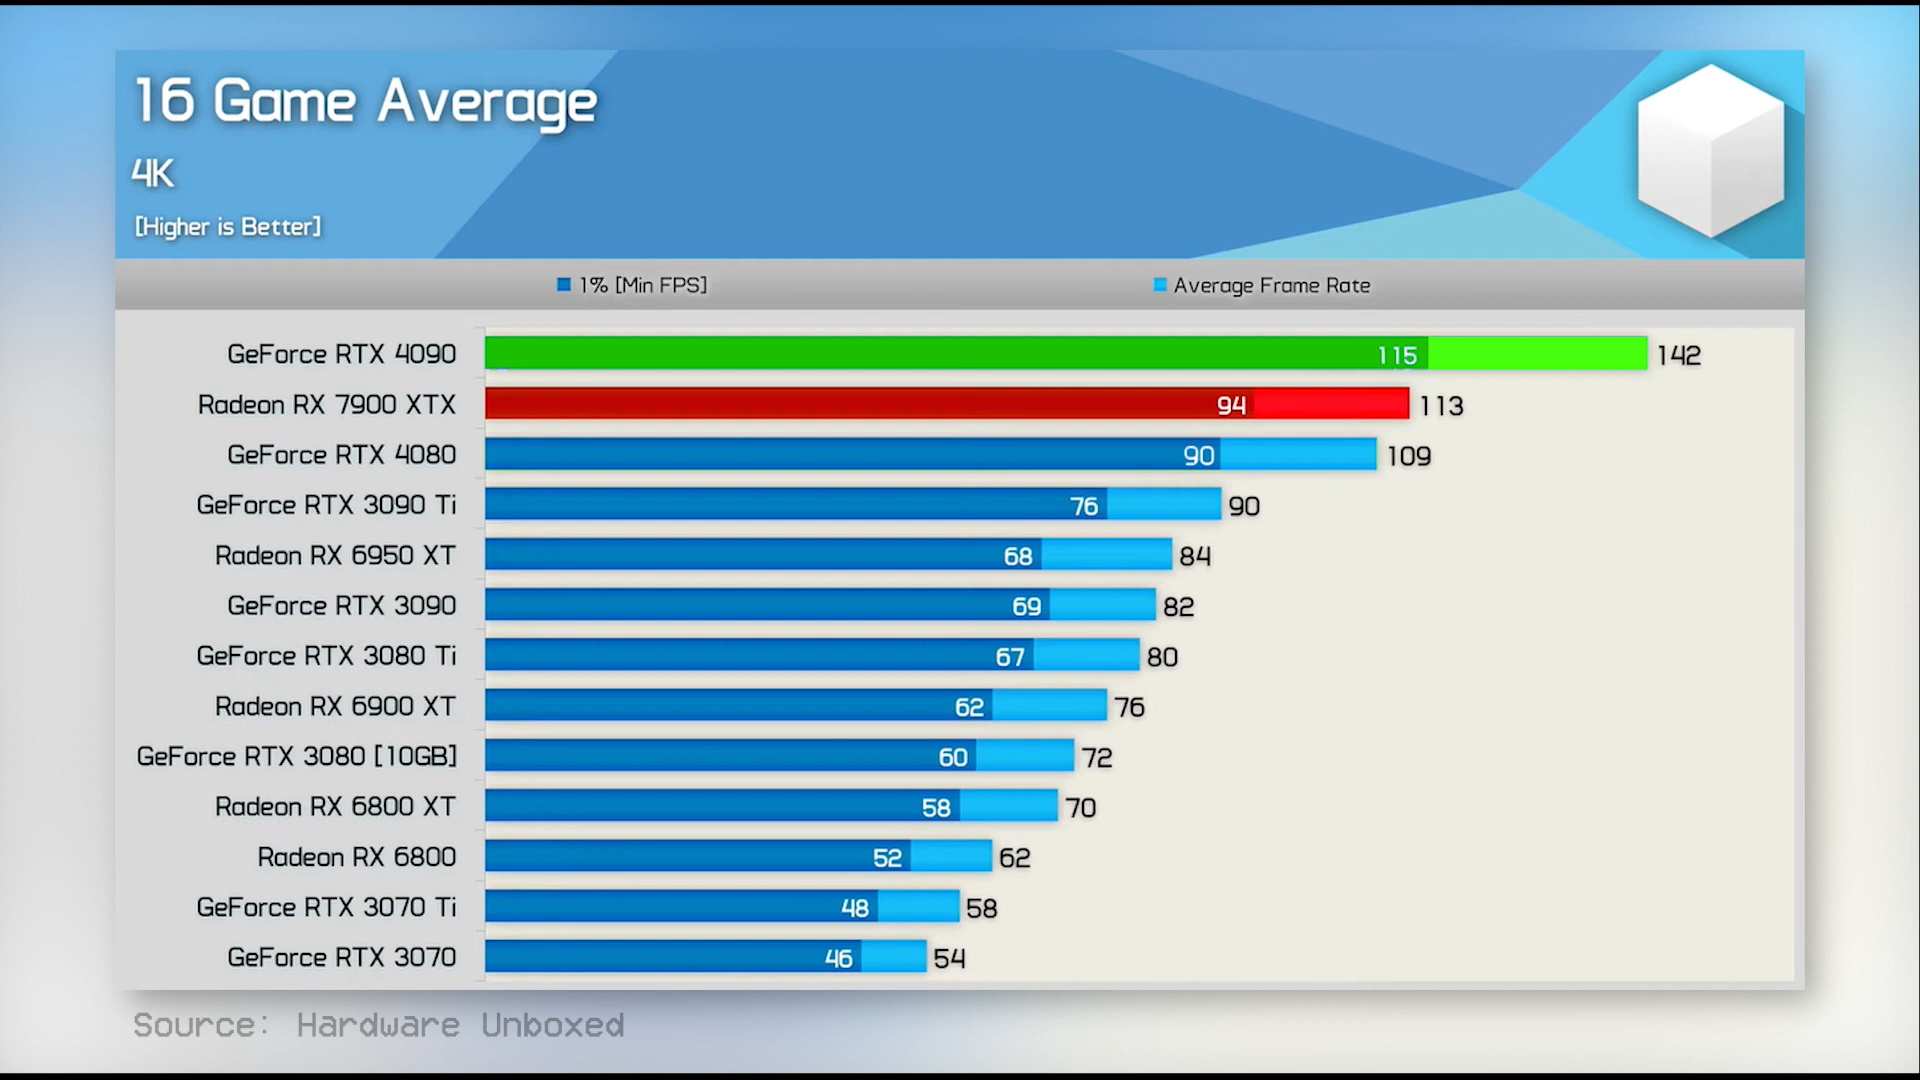 16 Game Average
4K
[Higher is Better]
1% [Min FPS] Average Frame Rate
GeForce RTX 4090 115 142
Radeon RX 7900 XTX 94 113
GeForce RTX 4080 90 109
GeForce RTX 3090 Ti 76 90
Radeon RX 6950 XT 68 84
GeForce RTX 3090 69 82
GeForce RTX 3080 Ti 67 80
Radeon RX 6900 XT 62 76
GeForce RTX 3080 [10GB] 60 72
Radeon RX 6800 XT 58 70
Radeon RX 6800 52 62
GeForce RTX 3070 Ti 48 58
GeForce RTX 3070 46 54
Source: Hardware Unboxed